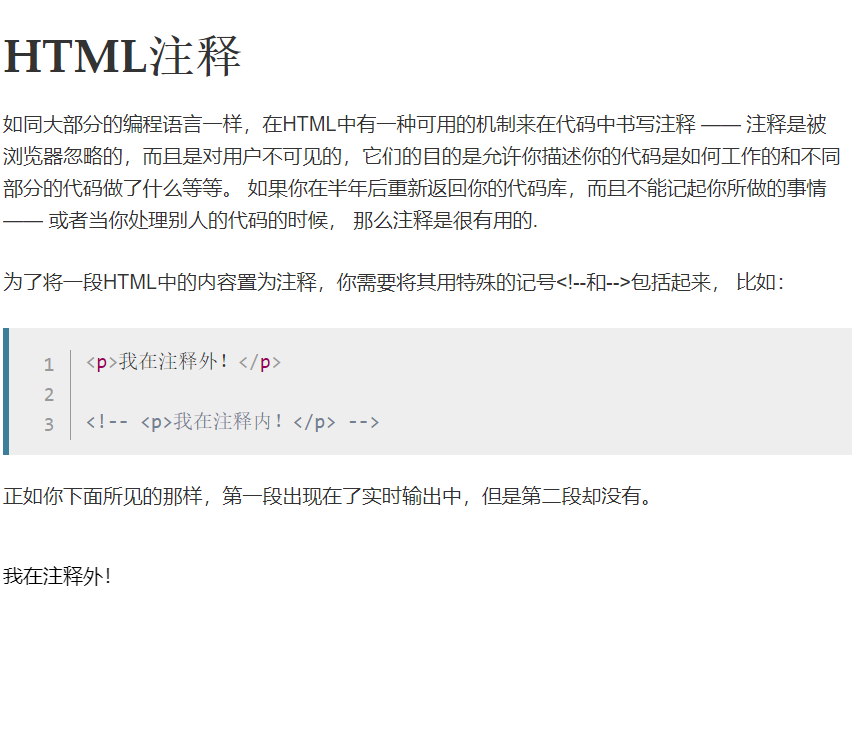 HTML注释
如同大部分的编程语言一样，在HTML中有一种可用的机制来在代码中书写注释 —— 注释是被
浏览器忽略的，而且是对用户不可见的，它们的目的是允许你描述你的代码是如何工作的和不同
部分的代码做了什么等等。 如果你在半年后重新返回你的代码库，而且不能记起你所做的事情
—— 或者当你处理别人的代码的时候， 那么注释是很有用的.
为了将一段HTML中的内容置为注释，你需要将其用特殊的记号<!--和-->包括起来， 比如：
1 <p>我在注释外！</p>
2
3 <!-- <p>我在注释内！</p> -->
正如你下面所见的那样，第一段出现在了实时输出中，但是第二段却没有。
我在注释外！